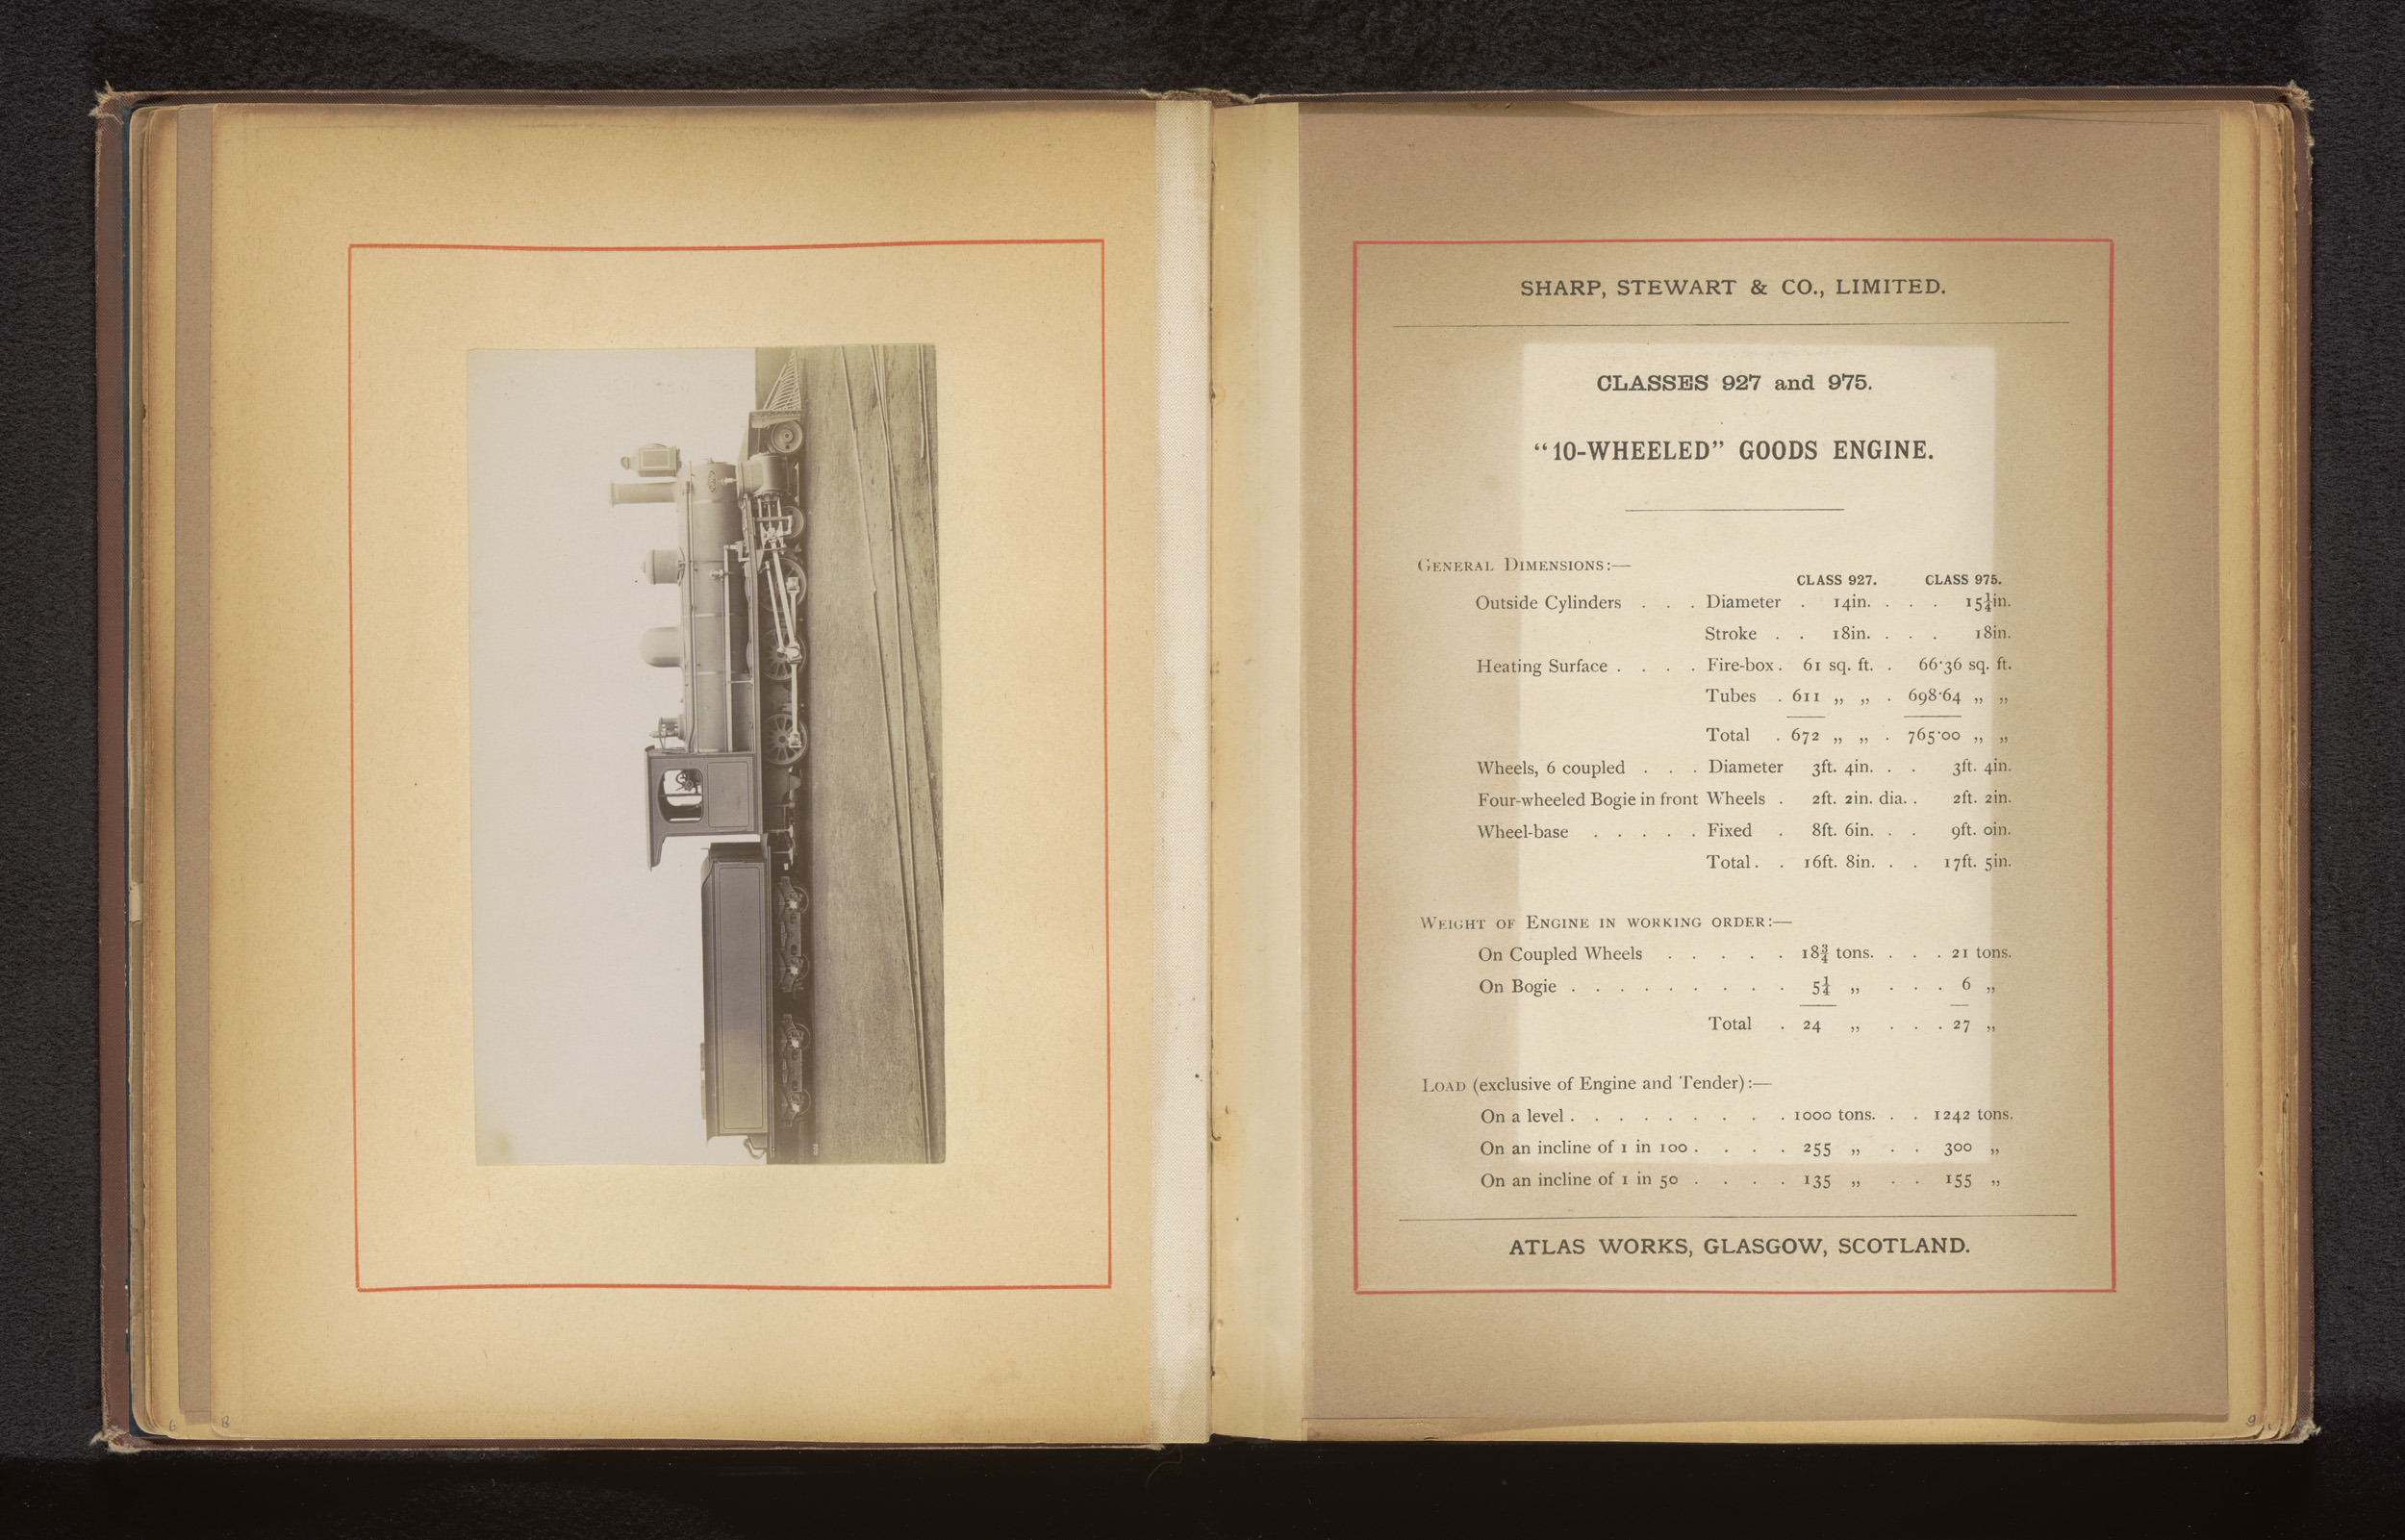 SHARP, STEWART & CO., LIMITED.
CLASSES 927 and 975.
“10-WHEELED” GOODS ENGINE.
GENERAL DIMENSIONS:—
CLASS 927. CLASS 975.
Outside Cylinders . . . Diameter . 14in. . . . 15¼in.
Stroke . . 18in. . . . 18in.
Heating Surface . . . . Fire-box . 61 sq. ft. . 66·36 sq. ft.
Tubes . 611 „ „ . 698·64 „ „
Total . 672 „ „ . 765·00 „ „
Wheels, 6 coupled . . . Diameter 3ft. 4in. . . 3ft. 4in.
Four-wheeled Bogie in front Wheels . 2ft. 2in. dia. . 2ft. 2in.
Wheel-base . . . . . Fixed . 8ft. 6in. . . 9ft. 0in.
Total . . 16ft. 8in. . . 17ft. 5in.
WEIGHT OF ENGINE IN WORKING ORDER:—
On Coupled Wheels . . . . . 18¾ tons. . . . 21 tons.
On Bogie . . . . . . . . . 5¼ „ . . . 6 „
Total . 24 „ . . . 27 „
LOAD (exclusive of Engine and Tender):—
On a level . . . . . . . . . 1000 tons. . . 1242 tons.
On an incline of 1 in 100 . . . . 255 „ . . 300 „
On an incline of 1 in 50 . . . . 135 „ . . 155 „
ATLAS WORKS, GLASGOW, SCOTLAND.
6
8
9